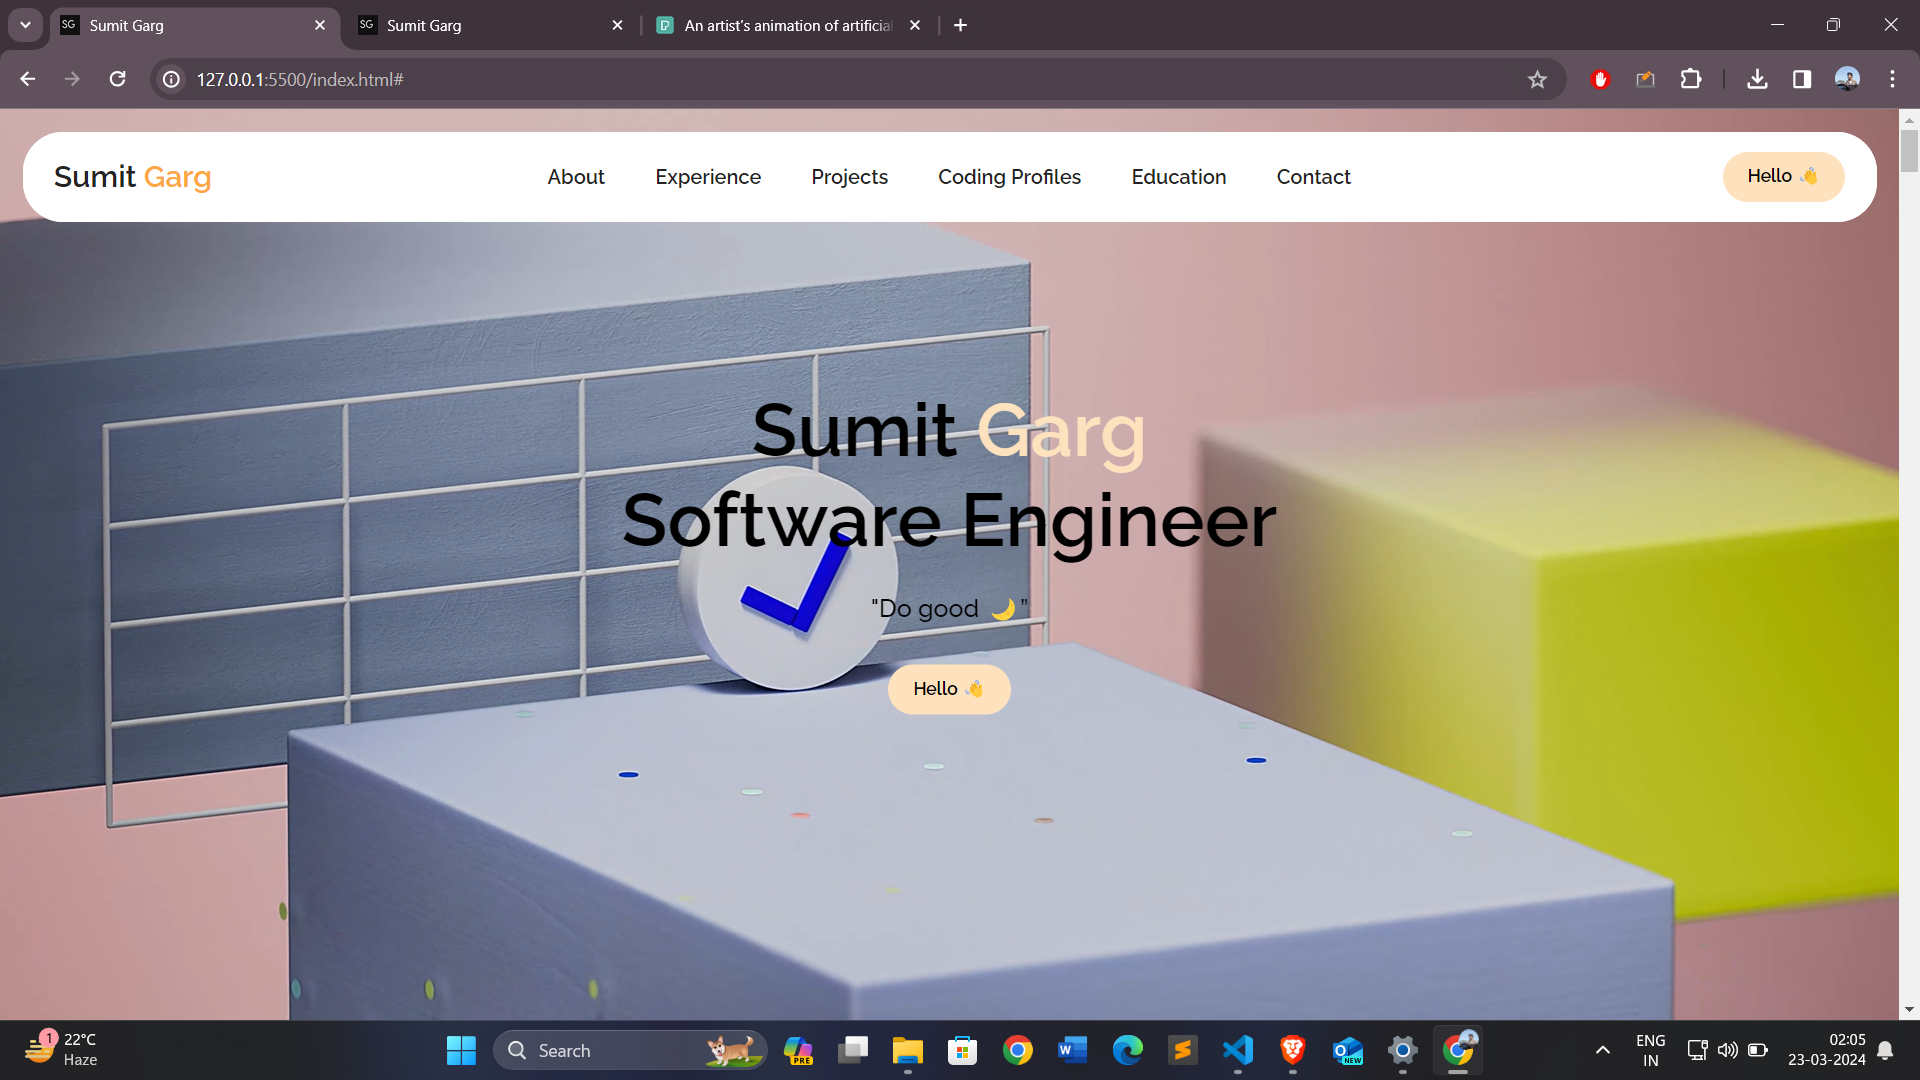 SG Sumit Garg
SG Sumit Garg
An artist's animation of artificial
127.0.0.1:5500/index.html#
Sumit Garg
About
Experience
Projects
Coding Profiles
Education
Contact
Hello 👋
Sumit Garg
Software Engineer
"Do good 🌙"
Hello 👋
1
22°C
Haze
Search
PRE
W
NEW
ENG
IN
02:05
23-03-2024